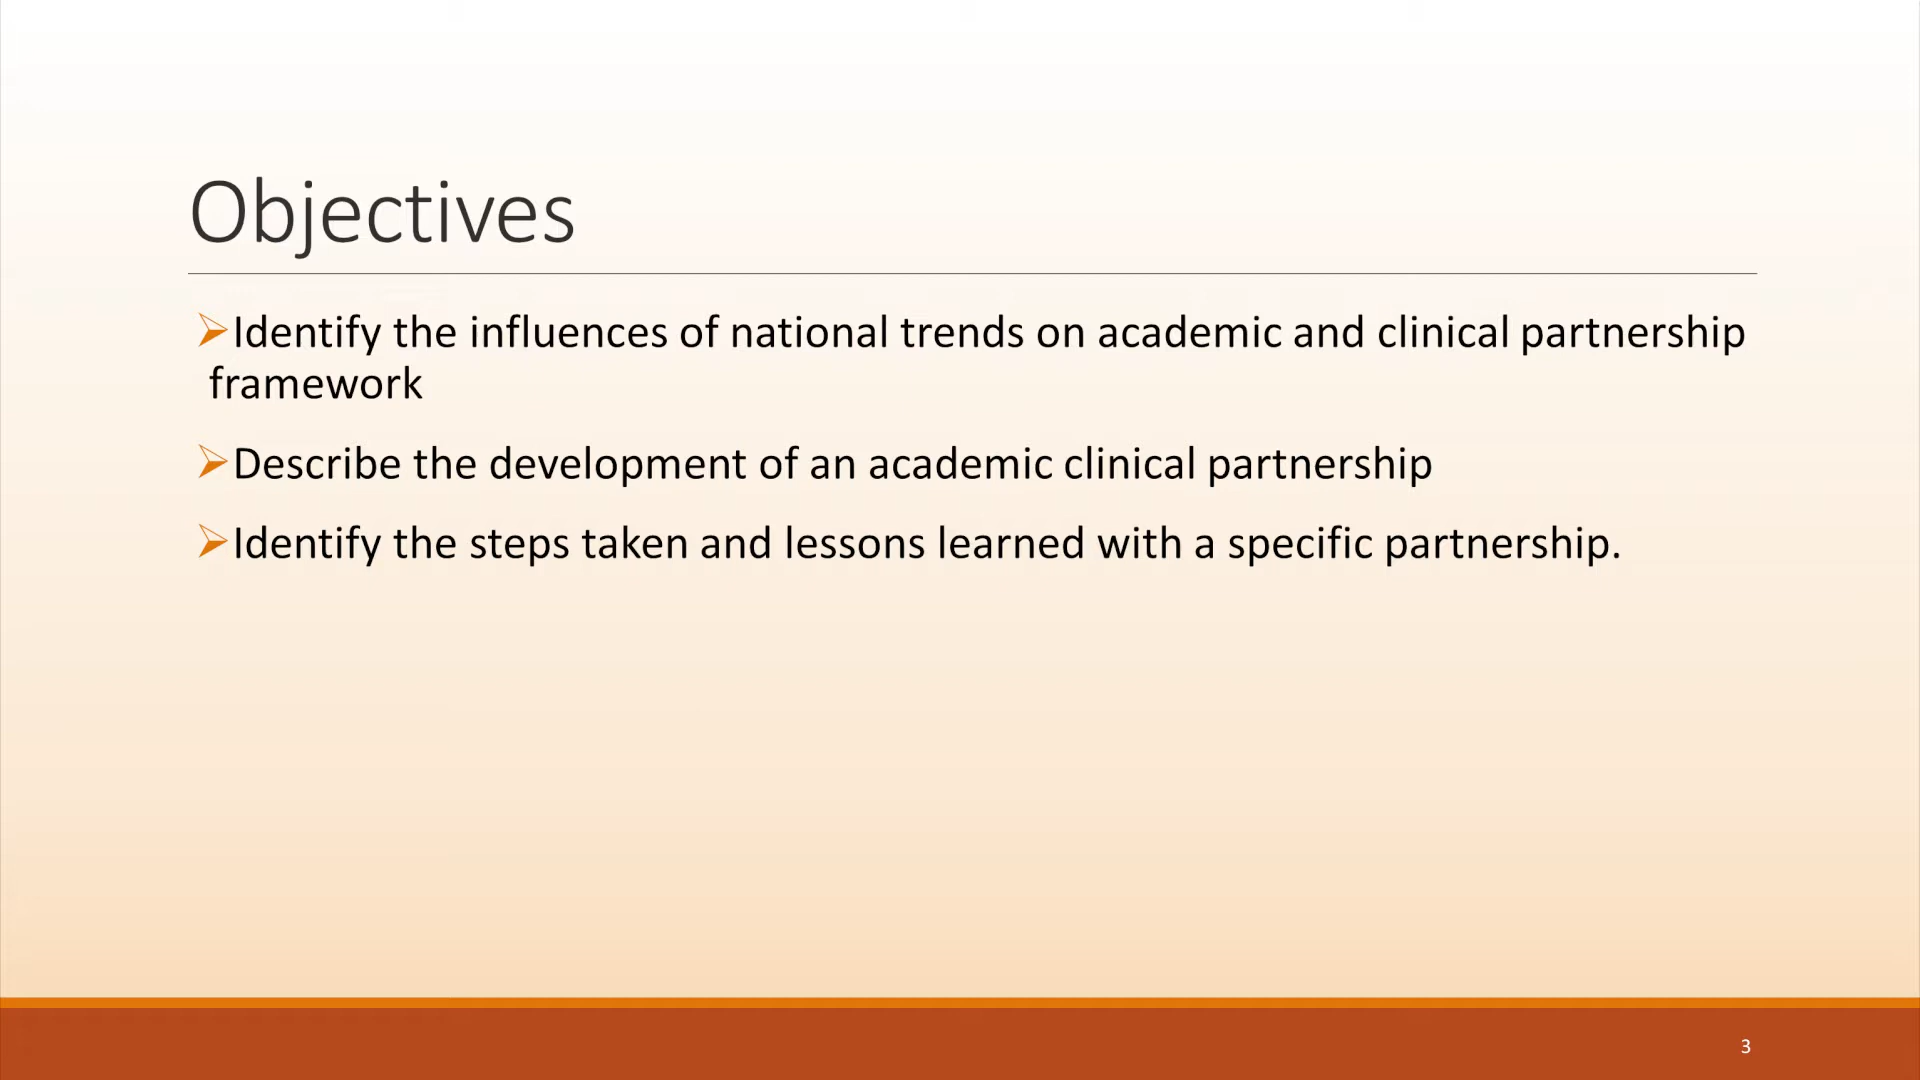 Objectives
Identify the influences of national trends on academic and clinical partnership
framework
Describe the development of an academic clinical partnership
Identify the steps taken and lessons learned with a specific partnership.
3